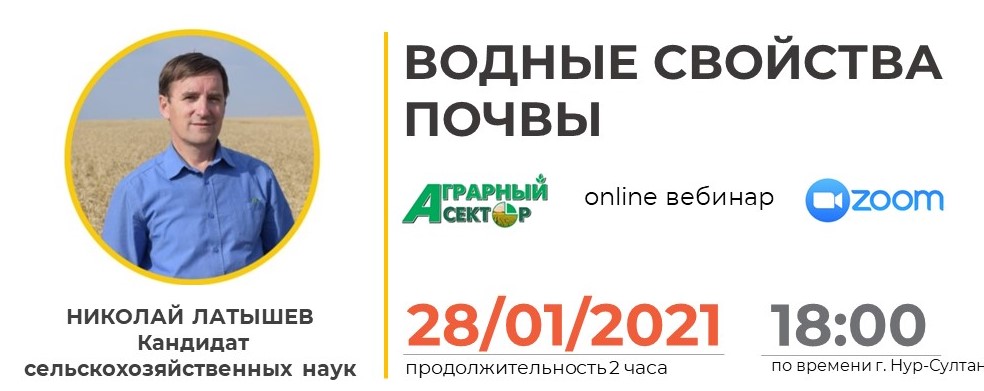 ВОДНЫЕ СВОЙСТВА
ПОЧВЫ
АГРАРНЫЙ
СЕКТОР
online вебинар
zoom
НИКОЛАЙ ЛАТЫШЕВ
Кандидат
сельскохозяйственных наук
28/01/2021
продолжительность 2 часа
18:00
по времени г. Нур-Султан